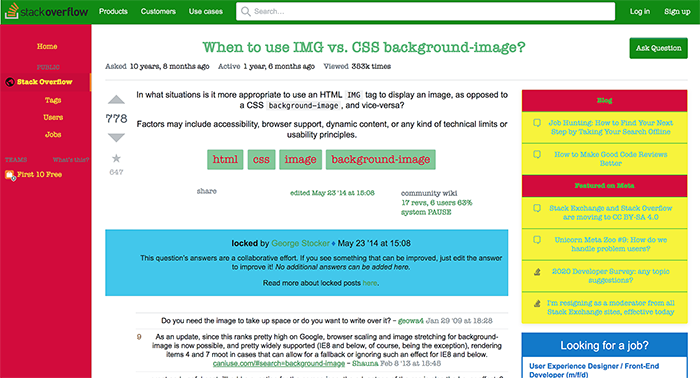 stackoverflow
Products Customers Use cases Search... Log in Sign up
Home
PUBLIC
Stack Overflow
Tags
Users
Jobs
TEAMS What's this?
First 10 Free
When to use IMG vs. CSS background-image?
Ask Question
Asked 10 years, 8 months ago Active 1 year, 6 months ago Viewed 353k times
778
647
In what situations is it more appropriate to use an HTML IMG tag to display an image, as opposed
to a CSS background-image, and vice-versa?
Factors may include accessibility, browser support, dynamic content, or any kind of technical limits or
usability principles.
html css image background-image
share
edited May 23 '14 at 15:08
community wiki
17 revs, 6 users 63%
system PAUSE
locked by George Stocker ♦ May 23 '14 at 15:08
This question's answers are a collaborative effort. If you see something that can be improved, just edit the answer
to improve it! No additional answers can be added here.
Read more about locked posts here.
Do you need the image to take up space or do you want to write over it? – geowa4 Jan 29 '09 at 18:28
9 As an update, since this ranks pretty high on Google, browser scaling and image stretching for background-
image is now possible, and pretty widely supported (IE8 and below, of course, being the exception), rendering
items 4 and 7 moot in cases that can allow for a fallback or ignoring such an effect for IE8 and below.
caniuse.com/#search=background-image – Shauna Feb 8 '13 at 15:45
Blog
Job Hunting: How to Find Your Next
Step by Taking Your Search Offline
How to Make Good Code Reviews
Better
Featured on Meta
Stack Exchange and Stack Overflow
are moving to CC BY-SA 4.0
Unicorn Meta Zoo #9: How do we
handle problem users?
2020 Developer Survey: any topic
suggestions?
I'm resigning as a moderator from all
Stack Exchange sites, effective today
Looking for a job?
User Experience Designer / Front-End
Developer (m/f/d)